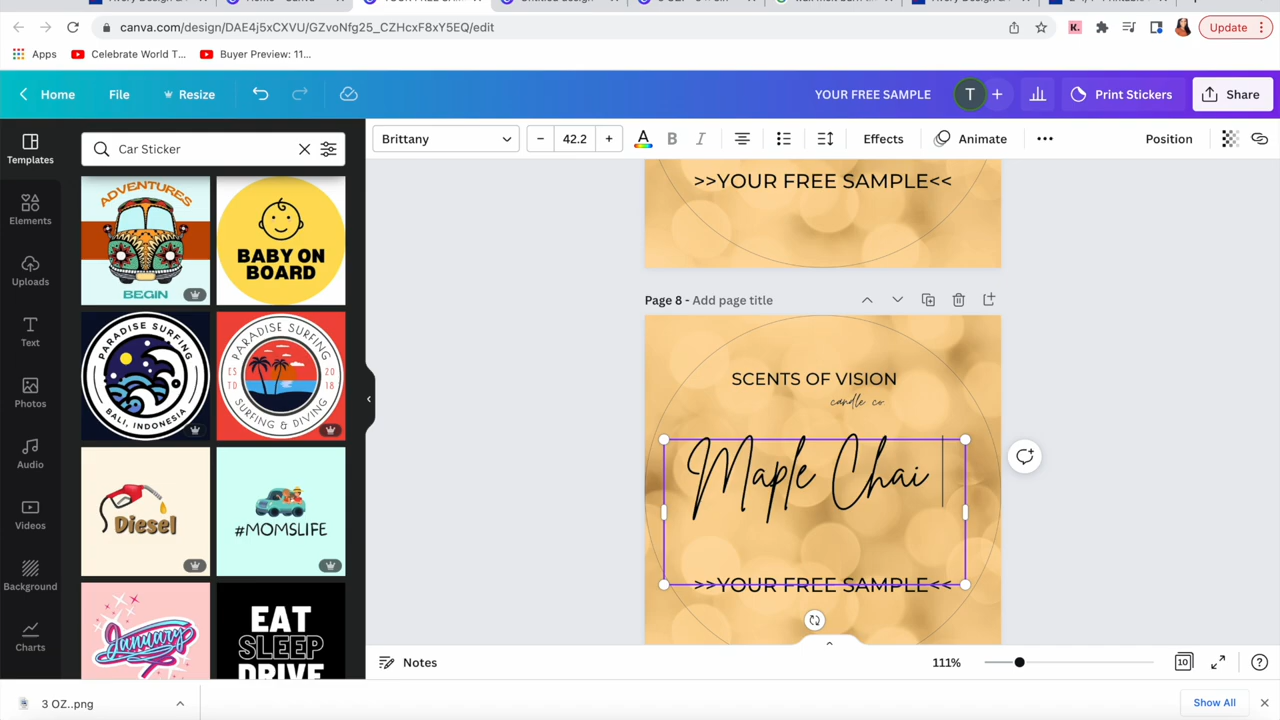 canva.com/design/DAE4j5xCXVU/GZvoNfg25_CZHcxF8xY5EQ/edit
K.
Update
Apps
Celebrate World T...
Buyer Preview: 11...
Home
File
Resize
YOUR FREE SAMPLE
T
Print Stickers
Share
Templates
Car Sticker
Brittany
42.2
A
B
I
Effects
Animate
Position
Elements
Uploads
Text
Photos
Audio
Videos
Background
Charts
ADVENTURES
BEGIN
BABY ON
BOARD
PARADISE SURFING
BALI, INDONESIA
PARADISE SURFING
ESTD
2018
SURFING & DIVING
Diesel
#MOMSLIFE
January
EAT
SLEEP
DRIVE
>>YOUR FREE SAMPLE<<
Page 8 - Add page title
SCENTS OF VISION
candle co.
Maple Chai
>>YOUR FREE SAMPLE<<
Notes
111%
10
?
3 OZ..png
Show All